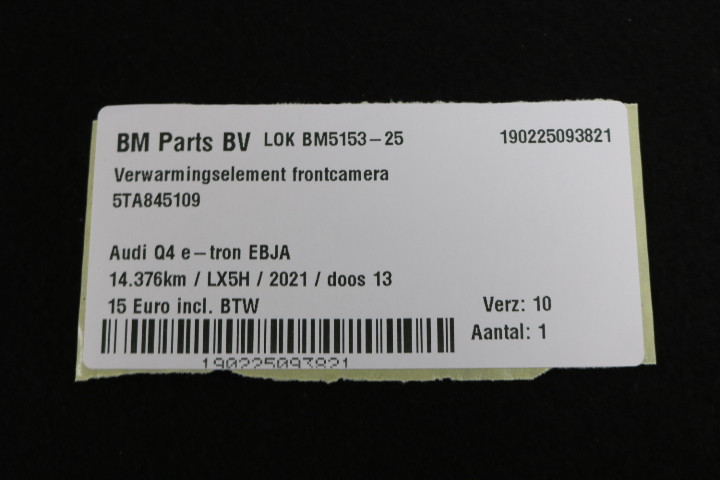 BM Parts BV LOK BM5153-25 190225093821
Verwarmingselement frontcamera
5TA845109
Audi Q4 e-tron EBJA
14.376km / LX5H / 2021 / doos 13
15 Euro incl. BTW Verz: 10
Aantal: 1
190225093821